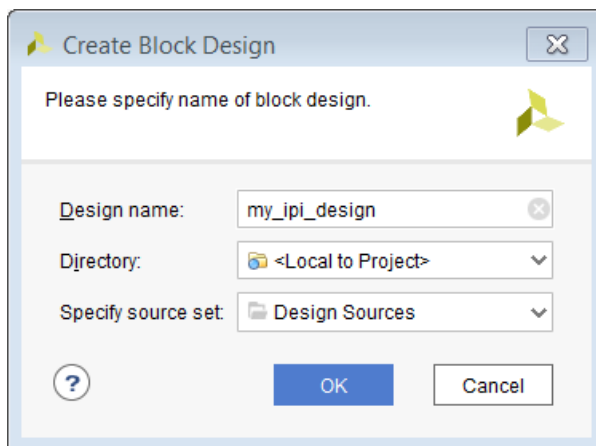 Create Block Design
Please specify name of block design.
Design name: my_ipi_design
Directory: <Local to Project>
Specify source set: Design Sources
? OK Cancel